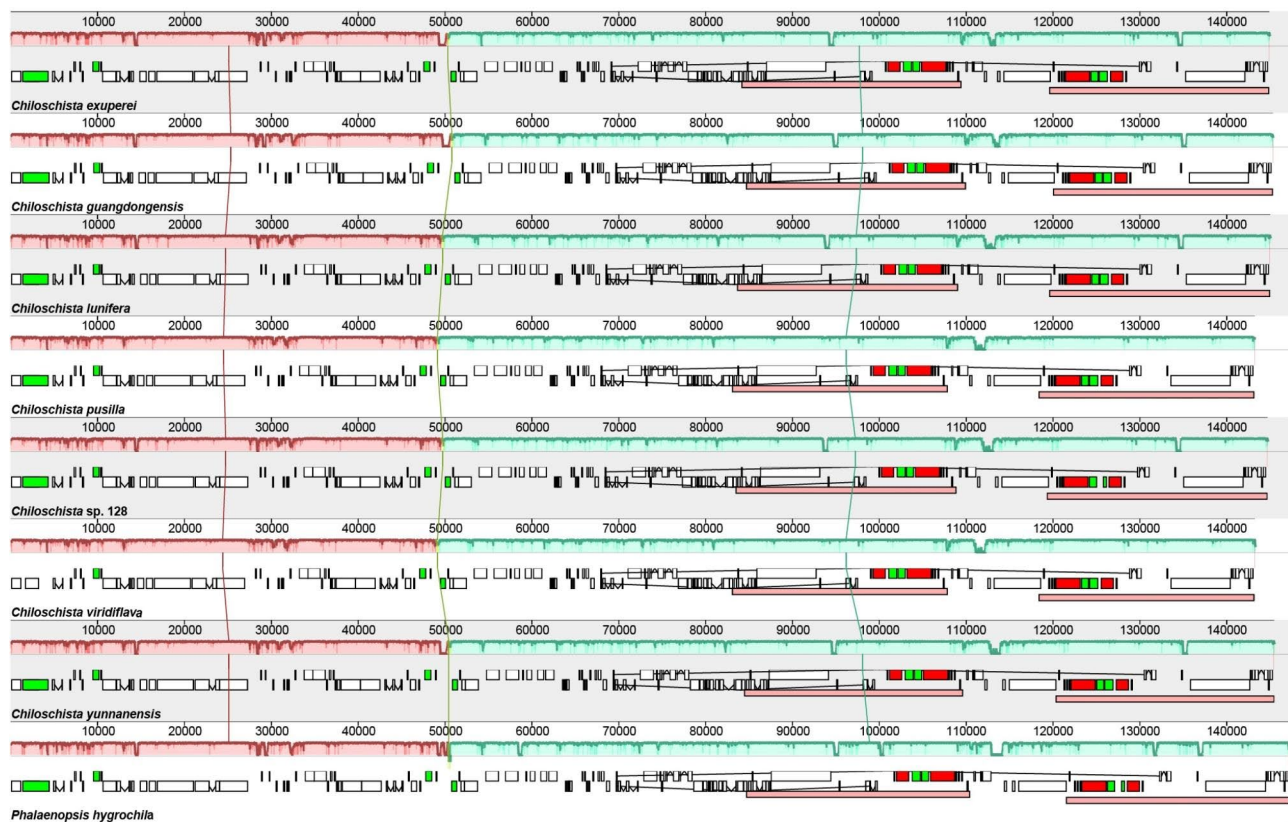 10000 20000 30000 40000 50000 60000 70000 80000 90000 100000 110000 120000 130000 140000
Chiloschista exuperei
10000 20000 30000 40000 50000 60000 70000 80000 90000 100000 110000 120000 130000 140000
Chiloschista guangdongensis
10000 20000 30000 40000 50000 60000 70000 80000 90000 100000 110000 120000 130000 140000
Chiloschista lunifera
10000 20000 30000 40000 50000 60000 70000 80000 90000 100000 110000 120000 130000 140000
Chiloschista pusilla
10000 20000 30000 40000 50000 60000 70000 80000 90000 100000 110000 120000 130000 140000
Chiloschista sp. 128
10000 20000 30000 40000 50000 60000 70000 80000 90000 100000 110000 120000 130000 140000
Chiloschista viridiflava
10000 20000 30000 40000 50000 60000 70000 80000 90000 100000 110000 120000 130000 140000
Chiloschista yunnanensis
10000 20000 30000 40000 50000 60000 70000 80000 90000 100000 110000 120000 130000 140000
Phalaenopsis hygrochila